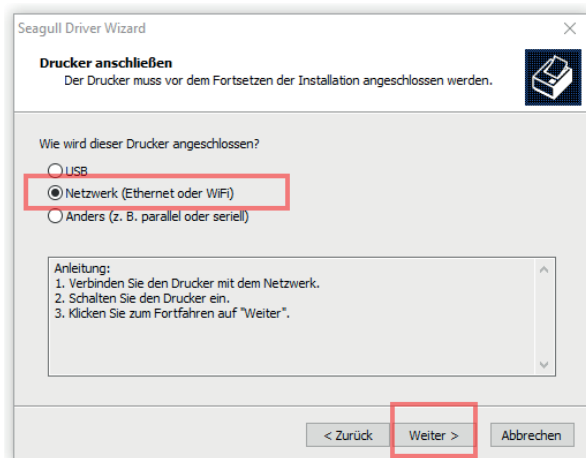 Seagull Driver Wizard
Drucker anschließen
Der Drucker muss vor dem Fortsetzen der Installation angeschlossen werden.
Wie wird dieser Drucker angeschlossen?
USB
Netzwerk (Ethernet oder WiFi)
Anders (z. B. parallel oder seriell)
Anleitung:
1. Verbinden Sie den Drucker mit dem Netzwerk.
2. Schalten Sie den Drucker ein.
3. Klicken Sie zum Fortfahren auf "Weiter".
< Zurück Weiter > Abbrechen